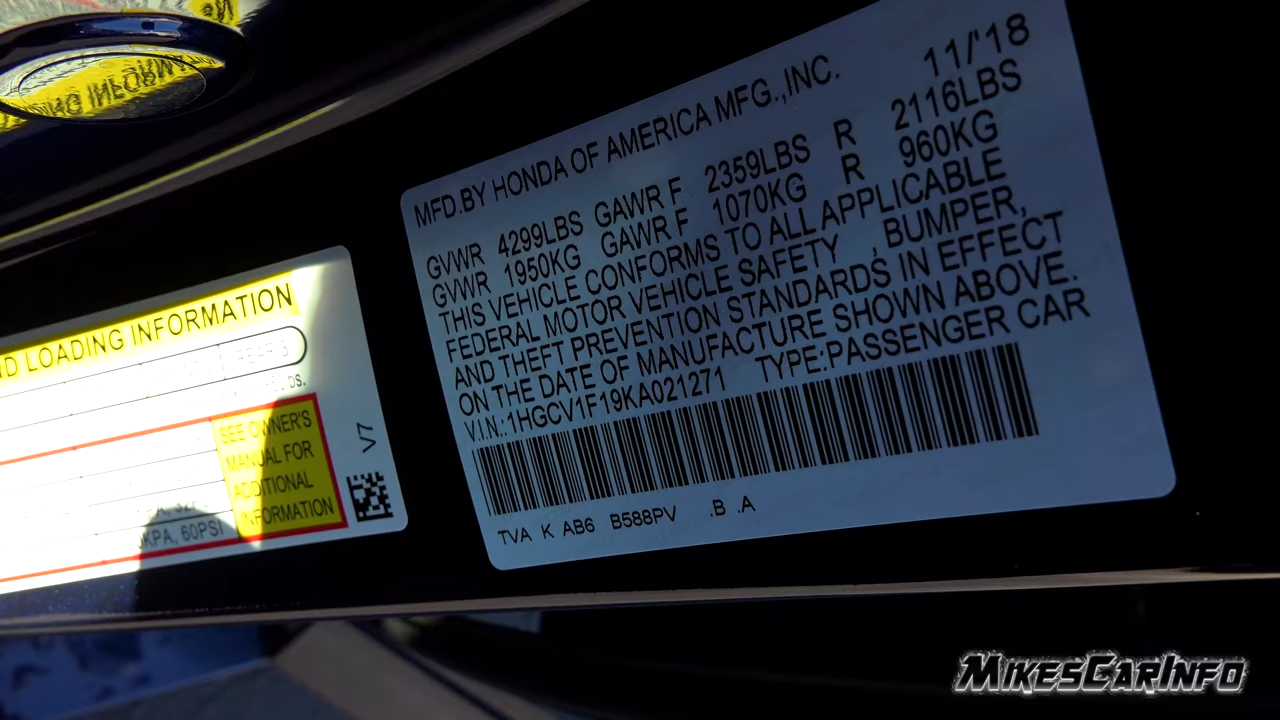 MFD.BY HONDA OF AMERICA MFG.,INC. 11/'18
GVWR 4299LBS GAWR F 2359LBS R 2116LBS
GVWR 1950KG GAWR F 1070KG R 960KG
THIS VEHICLE CONFORMS TO ALL APPLICABLE
FEDERAL MOTOR VEHICLE SAFETY , BUMPER,
AND THEFT PREVENTION STANDARDS IN EFFECT
ON THE DATE OF MANUFACTURE SHOWN ABOVE.
V.I.N.:1HGCV1F19KA021271 TYPE:PASSENGER CAR
TVA K AB6 B588PV .B .A
LOADING INFORMATION
SEE OWNER'S
MANUAL FOR
ADDITIONAL
INFORMATION
V7
KPA, 60PSI
MIKESCARINFO